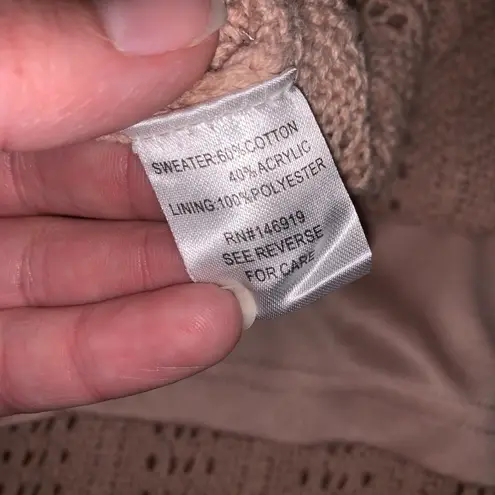 SWEATER:60%COTTON
40%ACRYLIC
LINING:100%POLYESTER
RN#146919
SEE REVERSE
FOR CARE